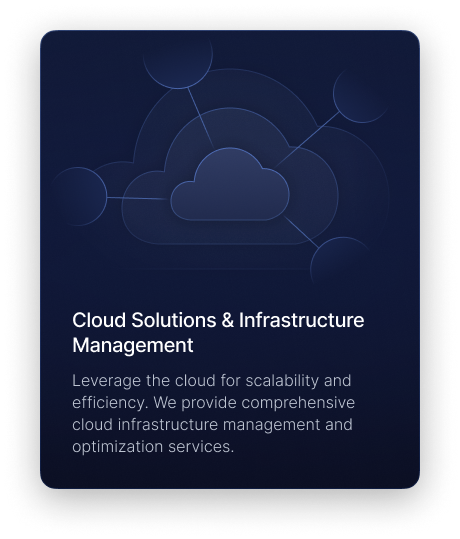 Cloud Solutions & Infrastructure
Management
Leverage the cloud for scalability and
efficiency. We provide comprehensive
cloud infrastructure management and
optimization services.